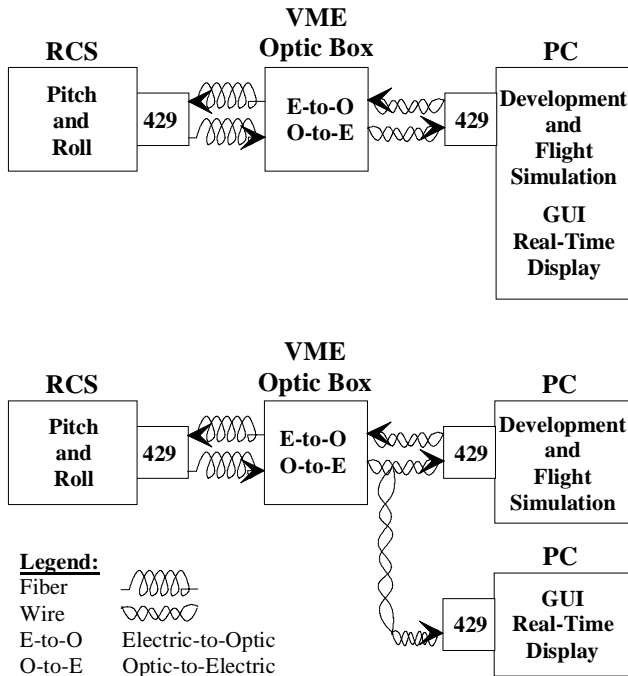 VME
Optic Box
RCS
PC
Pitch
and
Roll
429
E-to-O
O-to-E
429
Development
and
Flight
Simulation
GUI
Real-Time
Display
VME
Optic Box
RCS
PC
Pitch
and
Roll
429
E-to-O
O-to-E
429
Development
and
Flight
Simulation
PC
429
GUI
Real-Time
Display
Legend:
Fiber
Wire
E-to-O Electric-to-Optic
O-to-E Optic-to-Electric